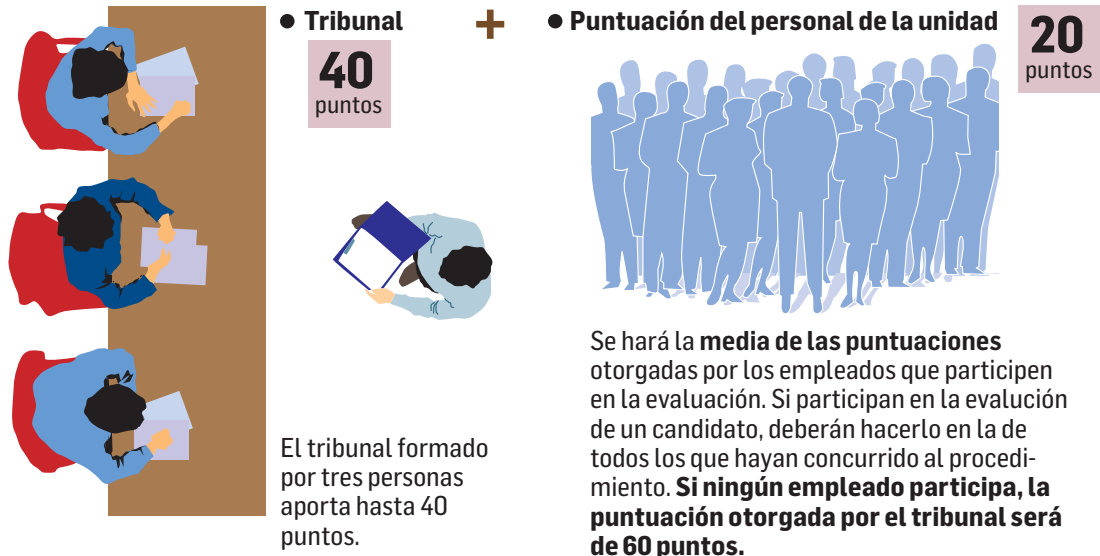 ● Tribunal
40
puntos
+
● Puntuación del personal de la unidad
20
puntos
El tribunal formado
por tres personas
aporta hasta 40
puntos.
Se hará la media de las puntuaciones
otorgadas por los empleados que participen
en la evaluación. Si participan en la evalución
de un candidato, deberán hacerlo en la de
todos los que hayan concurrido al procedi-
miento. Si ningún empleado participa, la
puntuación otorgada por el tribunal será
de 60 puntos.